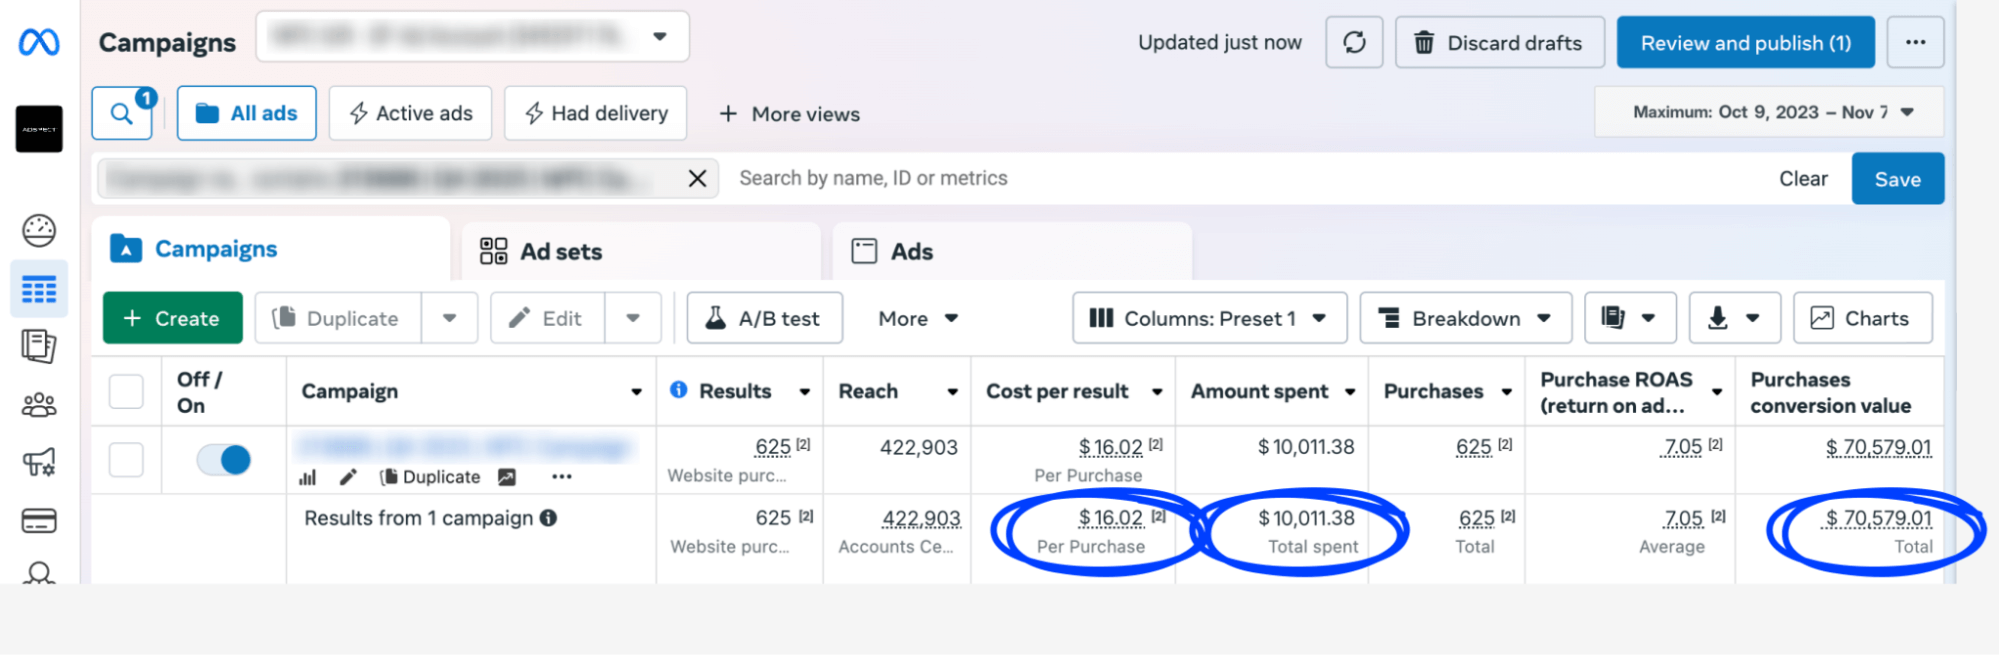 Campaigns
Updated just now
Discard drafts
Review and publish (1)
1
All ads
Active ads
Had delivery
+ More views
Maximum: Oct 9, 2023 – Nov 7
ADSPECT
Search by name, ID or metrics
Clear
Save
Campaigns
Ad sets
Ads
+ Create
Duplicate
Edit
A/B test
More
Columns: Preset 1
Breakdown
Charts
Off / On
Campaign
Results
Reach
Cost per result
Amount spent
Purchases
Purchase ROAS (return on ad...
Purchases conversion value
625 [2]
422,903
$16.02 [2]
$10,011.38
625 [2]
7.05 [2]
$70,579.01
Duplicate
Website purc...
Per Purchase
Results from 1 campaign
625 [2]
422,903
$16.02 [2]
$10,011.38
625 [2]
7.05 [2]
$70,579.01
Website purc...
Accounts Ce...
Per Purchase
Total spent
Total
Average
Total